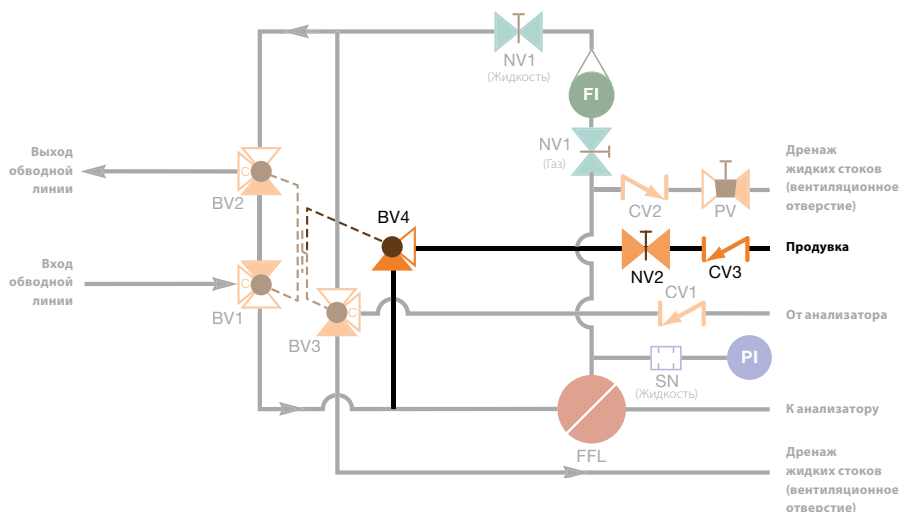 NV1
(Жидкость)
FI
NV1
(Газ)
Выход
обводной
линии
C
BV2
Дренаж
жидких стоков
(вентиляционное
отверстие)
CV2
PV
BV4
Продувка
NV2
CV3
Вход
обводной
линии
C
BV1
BV3
C
CV1
От анализатора
SN
(Жидкость)
PI
К анализатору
FFL
Дренаж
жидких стоков
(вентиляционное
отверстие)